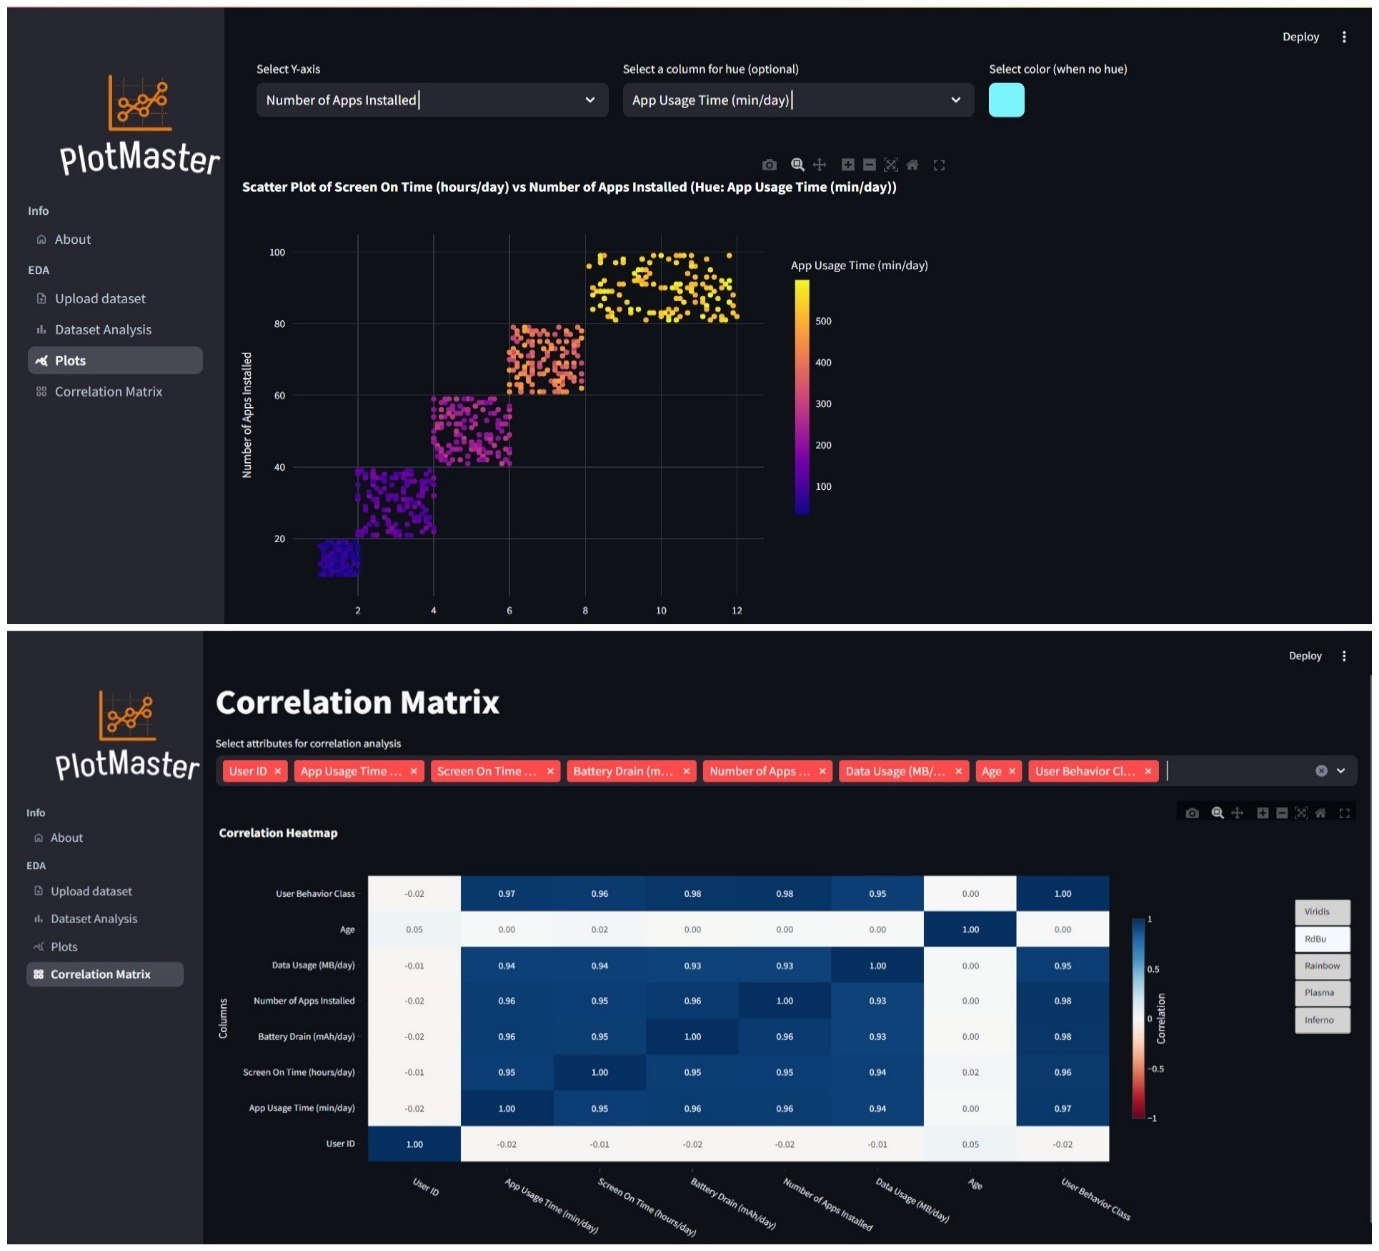 Deploy
Select Y-axis
Select a column for hue (optional)
Select color (when no hue)
Number of Apps Installed
App Usage Time (min/day)
PlotMaster
Info
About
EDA
Upload dataset
Dataset Analysis
Plots
Correlation Matrix
Scatter Plot of Screen On Time (hours/day) vs Number of Apps Installed (Hue: App Usage Time (min/day))
Number of Apps Installed
100
80
60
40
20
2 4 6 8 10 12
App Usage Time (min/day)
500
400
300
200
100
Deploy
PlotMaster
Info
About
EDA
Upload dataset
Dataset Analysis
Plots
Correlation Matrix
Correlation Matrix
Select attributes for correlation analysis
User ID × App Usage Time ... × Screen On Time ... × Battery Drain (m... × Number of Apps ... × Data Usage (MB/... × Age × User Behavior Cl... ×
Correlation Heatmap
Columns
User Behavior Class -0.02 0.97 0.96 0.98 0.98 0.95 0.00 1.00
Age 0.05 0.00 0.02 0.00 0.00 0.00 1.00 0.00
Data Usage (MB/day) -0.01 0.94 0.94 0.93 0.93 1.00 0.00 0.95
Number of Apps Installed -0.02 0.96 0.95 0.96 1.00 0.93 0.00 0.98
Battery Drain (mAh/day) -0.02 0.96 0.95 1.00 0.96 0.93 0.00 0.98
Screen On Time (hours/day) -0.01 0.95 1.00 0.95 0.95 0.94 0.02 0.96
App Usage Time (min/day) -0.02 1.00 0.95 0.96 0.96 0.94 0.00 0.97
User ID 1.00 -0.02 -0.01 -0.02 -0.02 -0.01 0.05 -0.02
User ID
App Usage Time (min/day)
Screen On Time (hours/day)
Battery Drain (mAh/day)
Number of Apps Installed
Data Usage (MB/day)
Age
User Behavior Class
1
0.5
0
−0.5
−1
Correlation
Viridis
RdBu
Rainbow
Plasma
Inferno